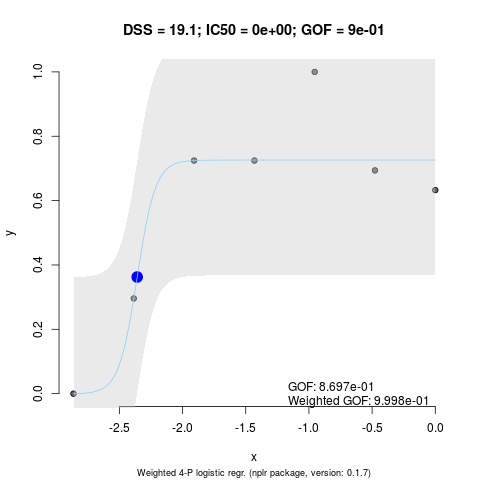 DSS = 19.1; IC50 = 0e+00; GOF = 9e-01
y
1.0
0.8
0.6
0.4
0.2
0.0
GOF: 8.697e-01
Weighted GOF: 9.998e-01
-2.5 -2.0 -1.5 -1.0 -0.5 0.0
x
Weighted 4-P logistic regr. (nplr package, version: 0.1.7)